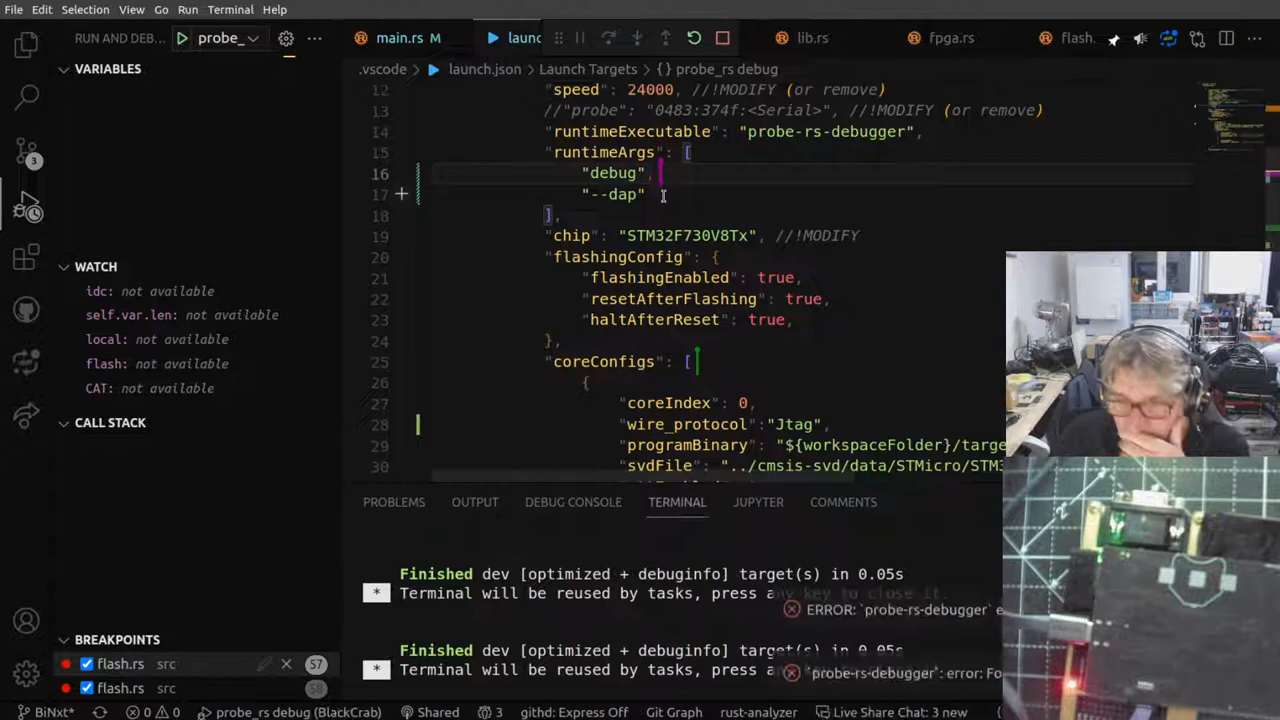 File Edit Selection View Go Run Terminal Help
RUN AND DEB... probe_ main.rs M launc lib.rs fpga.rs flash.
VARIABLES
.vscode launch.json Launch Targets {} probe_rs debug
12 "speed": 24000, //!MODIFY (or remove)
13 //"probe": "0483:374f:<Serial>", //!MODIFY (or remove)
14 "runtimeExecutable": "probe-rs-debugger",
15 "runtimeArgs": [
16 "debug",
17 "--dap"
18 ],
19 "chip": "STM32F730V8Tx", //!MODIFY
20 "flashingConfig": {
21 "flashingEnabled": true,
22 "resetAfterFlashing": true,
23 "haltAfterReset": true,
24 },
25 "coreConfigs": [
26 {
27 "coreIndex": 0,
28 "wire_protocol":"Jtag",
29 "programBinary": "${workspaceFolder}/targe
30 "svdFile": "../cmsis-svd/data/STMicro/STM3
WATCH
idc: not available
self.var.len: not available
local: not available
flash: not available
CAT: not available
CALL STACK
BREAKPOINTS
flash.rs src 57
flash.rs src 58
3
PROBLEMS OUTPUT DEBUG CONSOLE TERMINAL JUPYTER COMMENTS
Finished dev [optimized + debuginfo] target(s) in 0.05s
* Terminal will be reused by tasks, press any key to close it.
ERROR: `probe-rs-debugger` e
Finished dev [optimized + debuginfo] target(s) in 0.05s
* Terminal will be reused by tasks, press
`probe-rs-debugger`: error: Fo
BiNxt* 0 0 probe_rs debug (BlackCrab) Shared 3 githd: Express Off Git Graph rust-analyzer Live Share Chat: 3 new